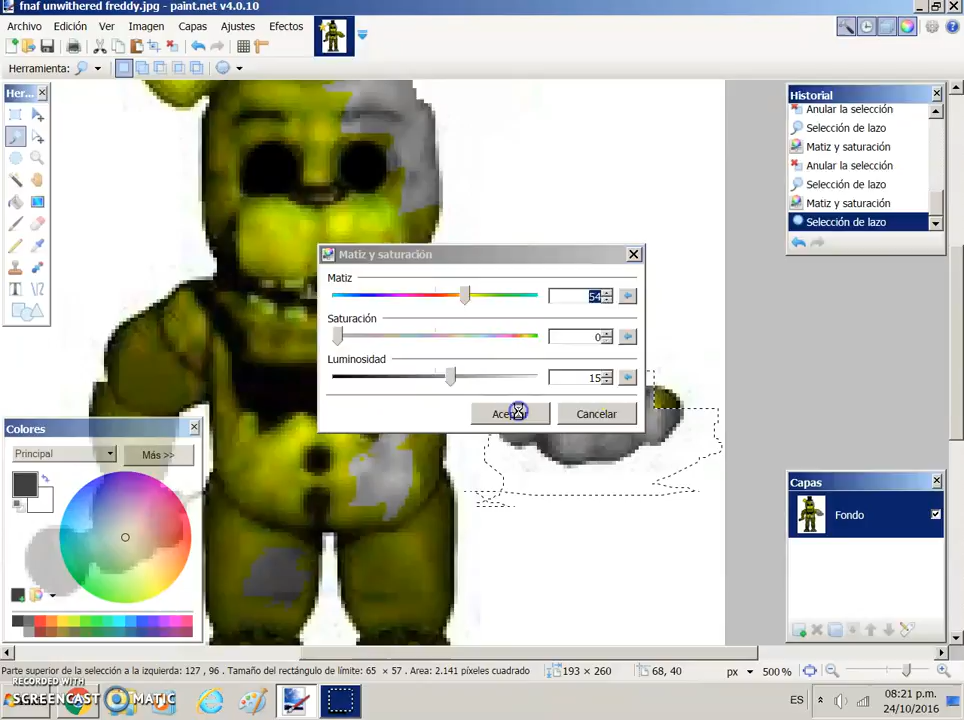 fnaf unwithered freddy.jpg - paint.net v4.0.10
Archivo Edición Ver Imagen Capas Ajustes Efectos
Herramienta:
Her...
Historial
Anular la selección
Selección de lazo
Matiz y saturación
Anular la selección
Selección de lazo
Matiz y saturación
Selección de lazo
Matiz y saturación
Matiz
54
Saturación
0
Luminosidad
15
Cancelar
Colores
Principal
Más >>
Capas
Fondo
Parte superior de la selección a la izquierda: 127 , 96 . Tamaño del rectángulo de límite: 65 × 57 . Area: 2.141 píxeles cuadrado
193 × 260
68, 40
px
500 %
RECORDED WITH
SCREENCAST MATIC
ES
08:21 p.m.
24/10/2016